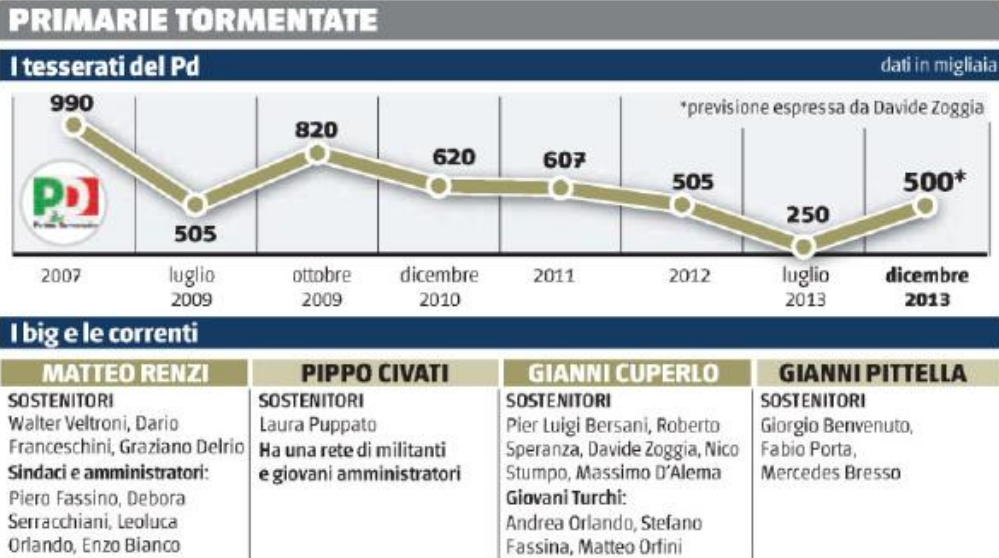 PRIMARIE TORMENTATE
I tesserati del Pd
dati in migliaia
*previsione espressa da Davide Zoggia
990
505
820
620
607
505
250
500*
PD
2007
luglio
2009
ottobre
2009
dicembre
2010
2011
2012
luglio
2013
dicembre
2013
I big e le correnti
MATTEO RENZI
SOSTENITORI
Walter Veltroni, Dario
Franceschini, Graziano Delrio
Sindaci e amministratori:
Piero Fassino, Debora
Serracchiani, Leoluca
Orlando, Enzo Bianco
PIPPO CIVATI
SOSTENITORI
Laura Puppato
Ha una rete di militanti
e giovani amministratori
GIANNI CUPERLO
SOSTENITORI
Pier Luigi Bersani, Roberto
Speranza, Davide Zoggia, Nico
Stumpo, Massimo D'Alema
Giovani Turchi:
Andrea Orlando, Stefano
Fassina, Matteo Orfini
GIANNI PITTELLA
SOSTENITORI
Giorgio Benvenuto,
Fabio Porta,
Mercedes Bresso